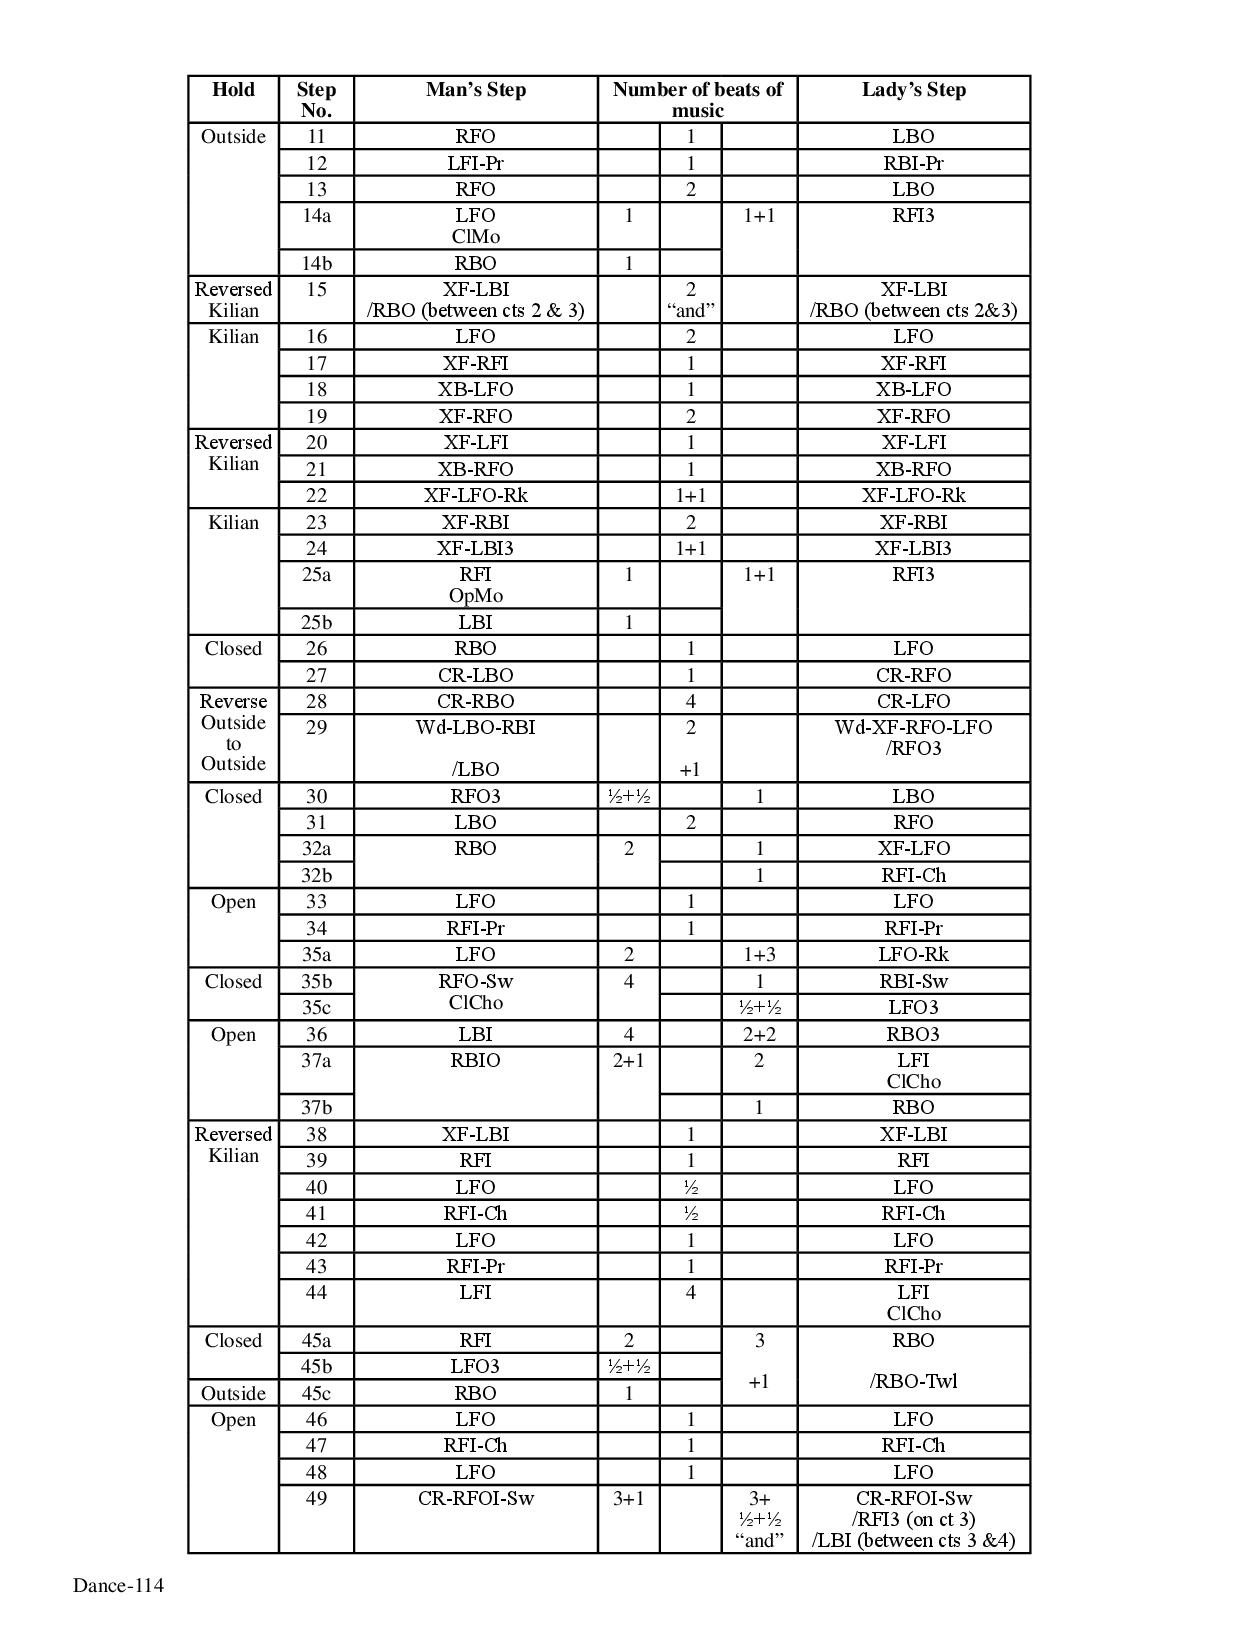 Hold Step Man's Step Number of beats of Lady's Step
No. music
Outside 11 RFO 1 LBO
12 LFI-Pr 1 RBI-Pr
13 RFO 2 LBO
14a LFO 1 1+1 RFI3
ClMo
14b RBO 1
Reversed 15 XF-LBI 2 XF-LBI
Kilian /RBO (between cts 2 & 3) “and” /RBO (between cts 2&3)
Kilian 16 LFO 2 LFO
17 XF-RFI 1 XF-RFI
18 XB-LFO 1 XB-LFO
19 XF-RFO 2 XF-RFO
Reversed 20 XF-LFI 1 XF-LFI
Kilian 21 XB-RFO 1 XB-RFO
22 XF-LFO-Rk 1+1 XF-LFO-Rk
Kilian 23 XF-RBI 2 XF-RBI
24 XF-LBI3 1+1 XF-LBI3
25a RFI 1 1+1 RFI3
OpMo
25b LBI 1
Closed 26 RBO 1 LFO
27 CR-LBO 1 CR-RFO
Reverse 28 CR-RBO 4 CR-LFO
Outside 29 Wd-LBO-RBI 2 Wd-XF-RFO-LFO
to /RFO3
Outside /LBO +1
Closed 30 RFO3 ½+½ 1 LBO
31 LBO 2 RFO
32a RBO 2 1 XF-LFO
32b 1 RFI-Ch
Open 33 LFO 1 LFO
34 RFI-Pr 1 RFI-Pr
35a LFO 2 1+3 LFO-Rk
Closed 35b RFO-Sw 4 1 RBI-Sw
35c ClCho ½+½ LFO3
Open 36 LBI 4 2+2 RBO3
37a RBIO 2+1 2 LFI
ClCho
37b 1 RBO
Reversed 38 XF-LBI 1 XF-LBI
Kilian 39 RFI 1 RFI
40 LFO ½ LFO
41 RFI-Ch ½ RFI-Ch
42 LFO 1 LFO
43 RFI-Pr 1 RFI-Pr
44 LFI 4 LFI
ClCho
Closed 45a RFI 2 3 RBO
45b LFO3 ½+½
+1 /RBO-Twl
Outside 45c RBO 1
Open 46 LFO 1 LFO
47 RFI-Ch 1 RFI-Ch
48 LFO 1 LFO
49 CR-RFOI-Sw 3+1 3+ CR-RFOI-Sw
½+½ /RFI3 (on ct 3)
“and” /LBI (between cts 3 &4)
Dance-114